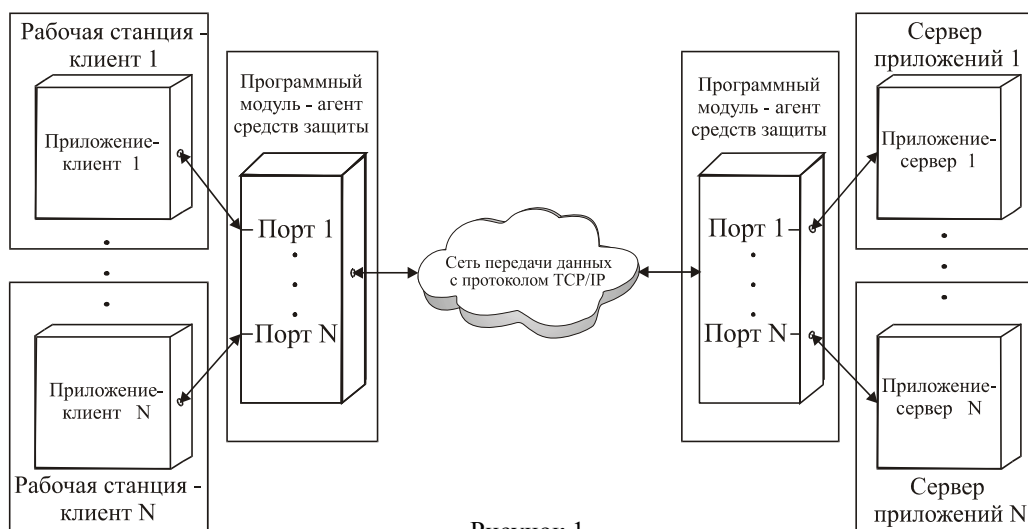 Рабочая станция -
клиент 1
Приложение-
клиент 1
Программный
модуль - агент
средств защиты
Порт 1
Порт N
Приложение-
клиент N
Рабочая станция -
клиент N
Сеть передачи данных
с протоколом TCP/IP
Программный
модуль - агент
средств защиты
Порт 1
Порт N
Сервер
приложений 1
Приложение-
сервер 1
Приложение-
сервер N
Сервер
приложений N
Рисунок 1